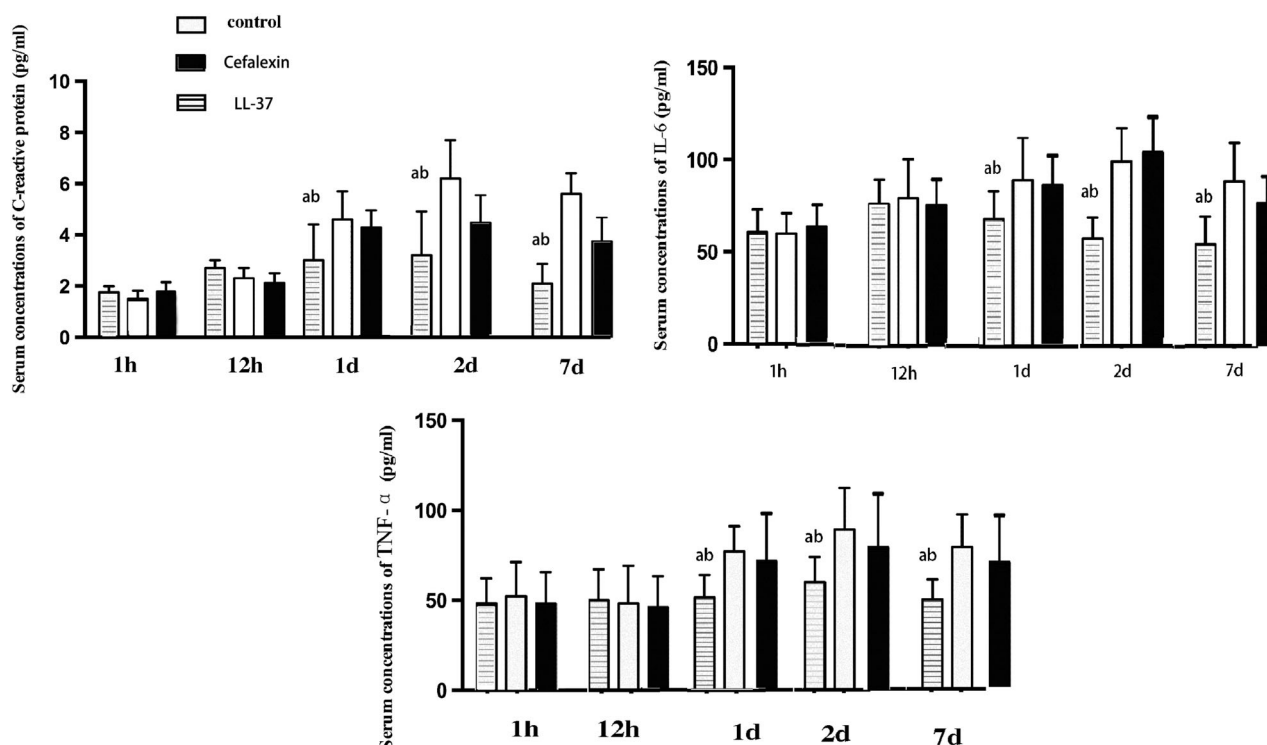 control
Cefalexin
LL-37
Serum concentrations of C-reactive protein (pg/ml)
10
8
6
4
2
0
ab
ab
ab
1h 12h 1d 2d 7d
Serum concentrations of IL-6 (pg/ml)
150
100
50
0
ab
ab
ab
1h 12h 1d 2d 7d
Serum concentrations of TNF-α (pg/ml)
150
100
50
0
ab
ab
ab
1h 12h 1d 2d 7d